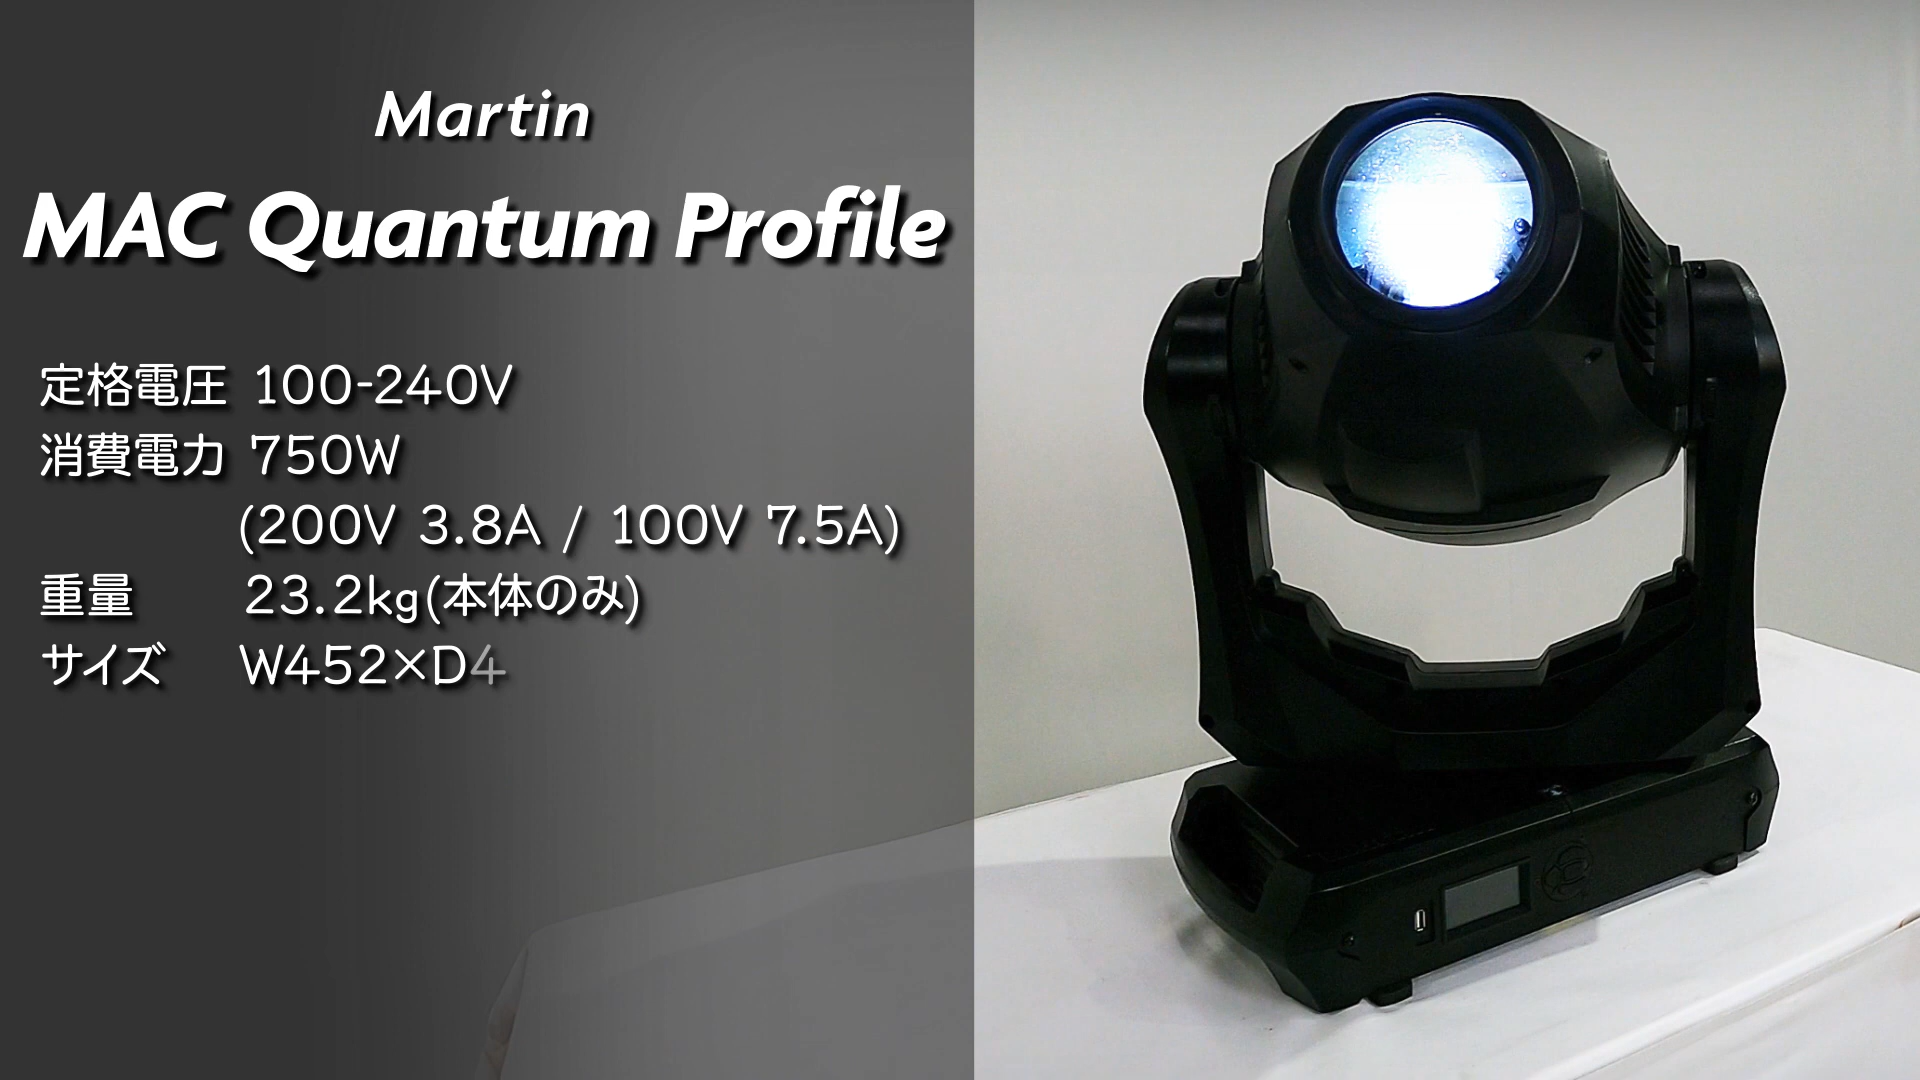 Martin
MAC Quantum Profile
定格電圧 100-240V
消費電力 750W
(200V 3.8A / 100V 7.5A)
重量 23.2kg(本体のみ)
サイズ W452×D4